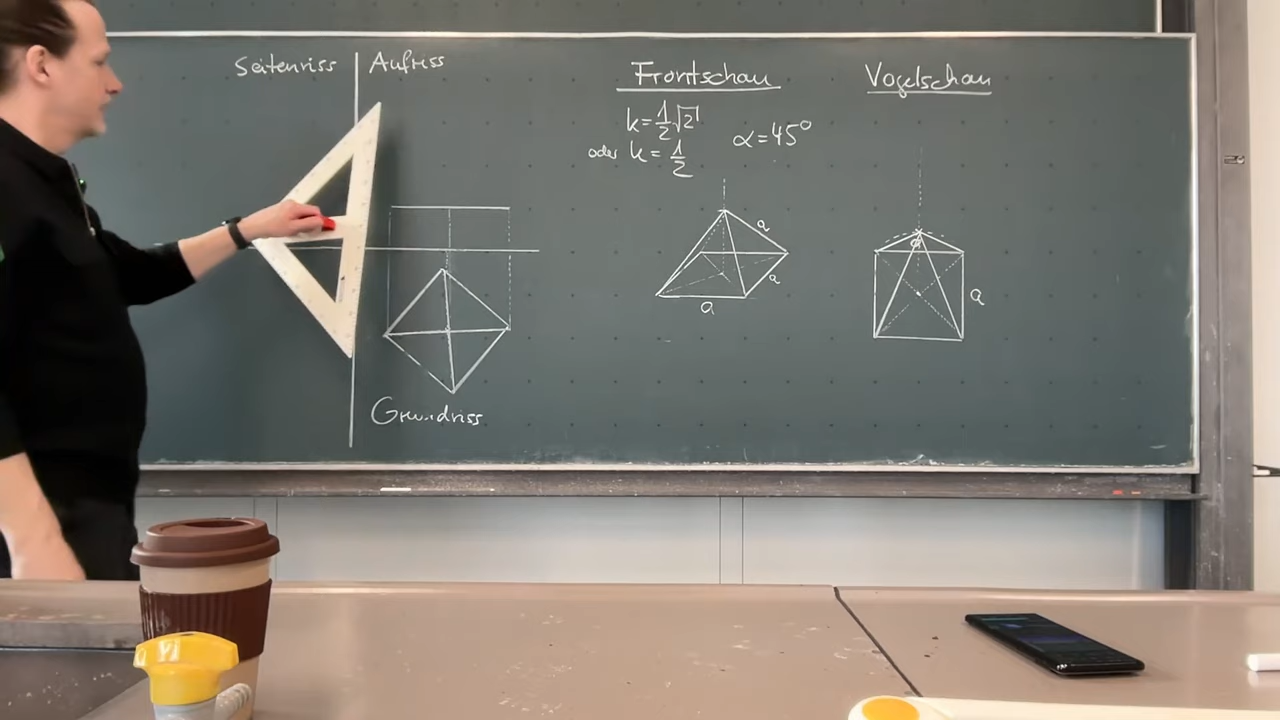 Seitenriss
Aufriss
Frontschau
Vogelschau
k=1/2√2
oder k=1/2
α=45°
a
a
a
a
Grundriss